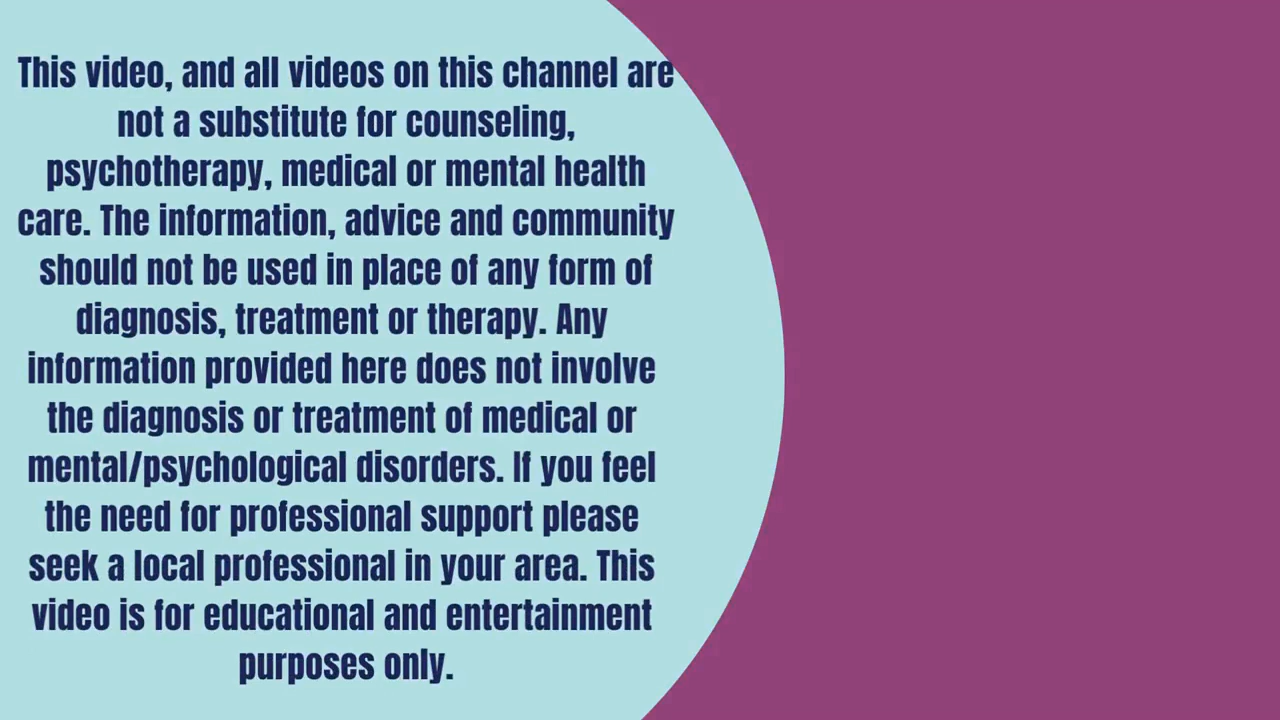 This video, and all videos on this channel are
not a substitute for counseling,
psychotherapy, medical or mental health
care. The information, advice and community
should not be used in place of any form of
diagnosis, treatment or therapy. Any
information provided here does not involve
the diagnosis or treatment of medical or
mental/psychological disorders. If you feel
the need for professional support please
seek a local professional in your area. This
video is for educational and entertainment
purposes only.